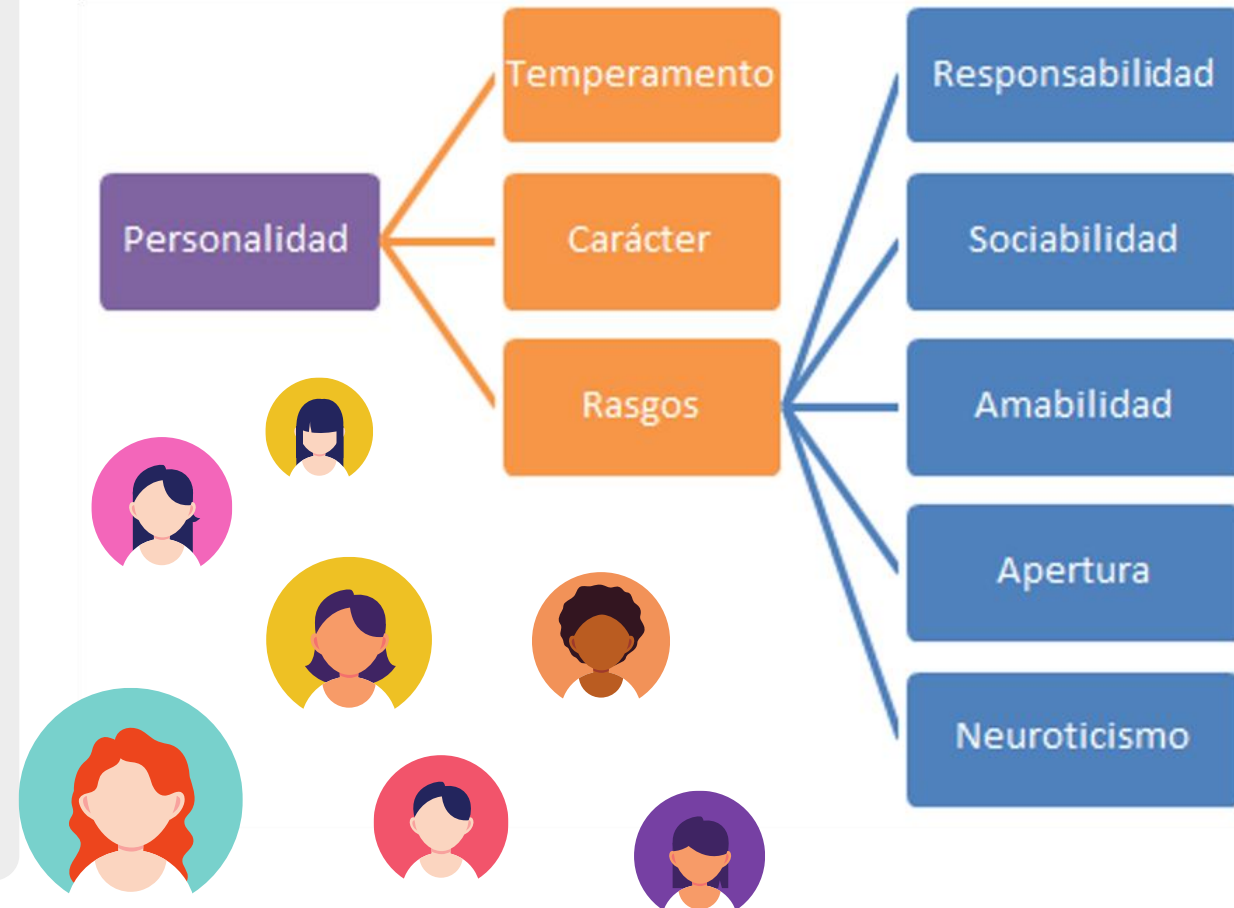 Personalidad
Temperamento
Carácter
Rasgos
Responsabilidad
Sociabilidad
Amabilidad
Apertura
Neuroticismo